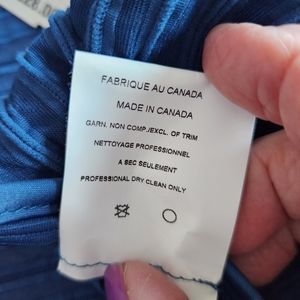 FABRIQUE AU CANADA
MADE IN CANADA
GARN. NON COMP./EXCL. OF TRIM
NETTOYAGE PROFESSIONNEL
A SEC SEULEMENT
PROFESSIONAL DRY CLEAN ONLY